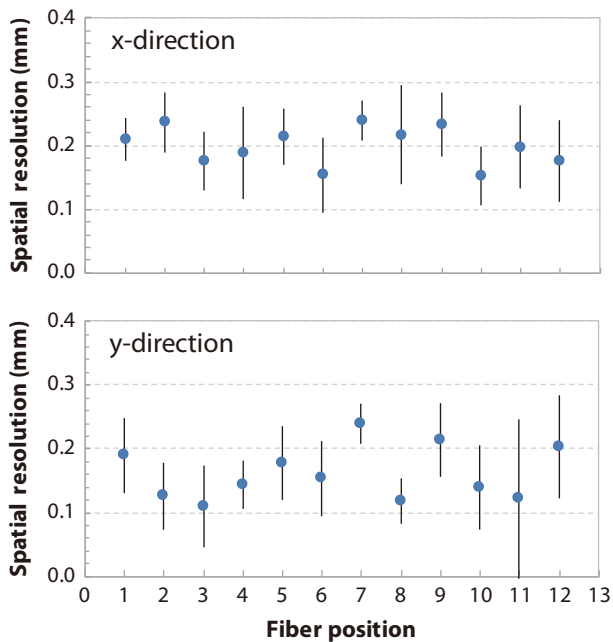 0.4
x-direction
0.3
0.2
0.1
0.0
Spatial resolution (mm)
0.4
y-direction
0.3
0.2
0.1
0.0
Spatial resolution (mm)
0 1 2 3 4 5 6 7 8 9 10 11 12 13
Fiber position